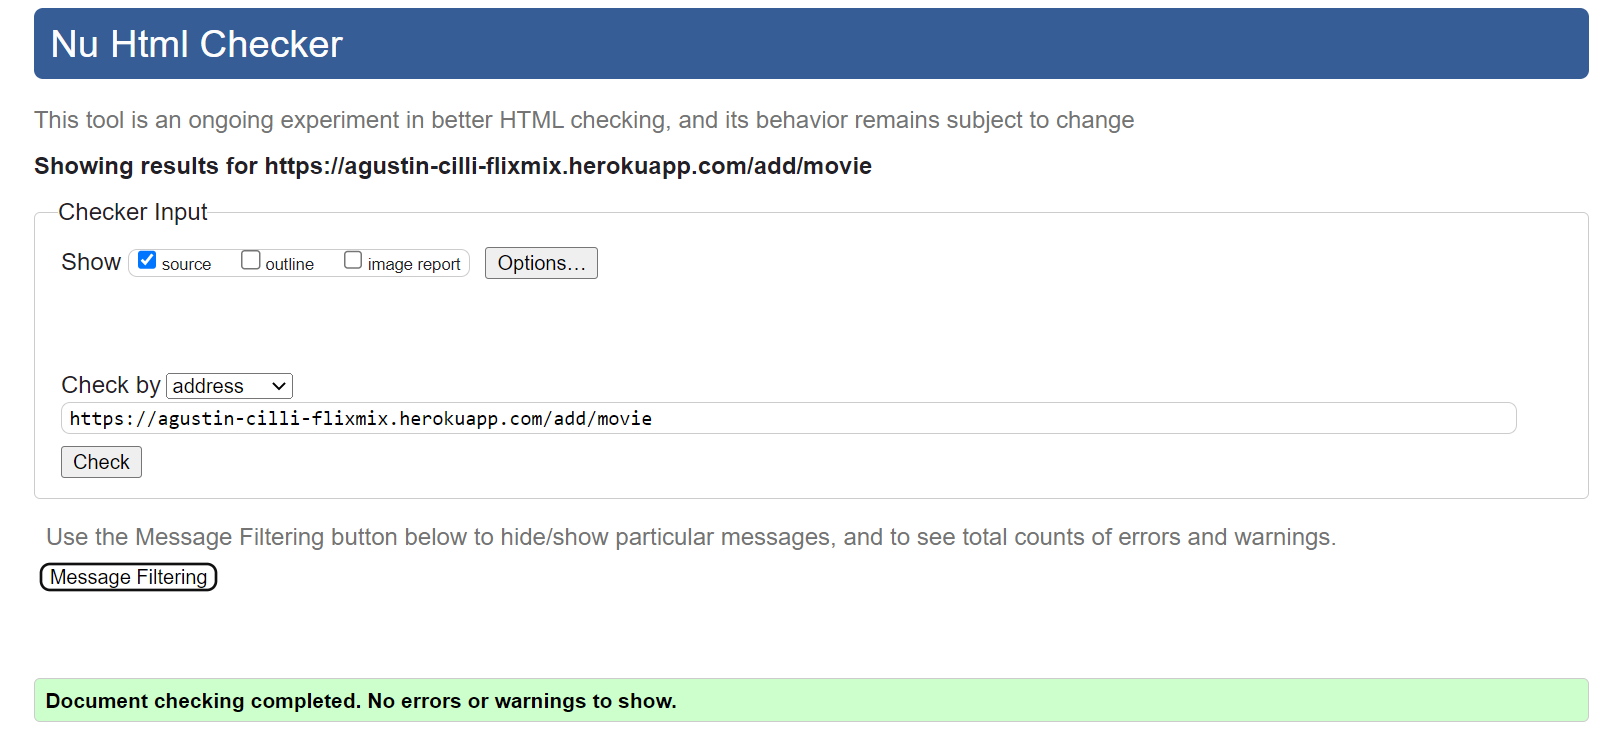 Nu Html Checker
This tool is an ongoing experiment in better HTML checking, and its behavior remains subject to change
Showing results for https://agustin-cilli-flixmix.herokuapp.com/add/movie
Checker Input
Show source outline image report Options...
Check by address
https://agustin-cilli-flixmix.herokuapp.com/add/movie
Check
Use the Message Filtering button below to hide/show particular messages, and to see total counts of errors and warnings.
Message Filtering
Document checking completed. No errors or warnings to show.